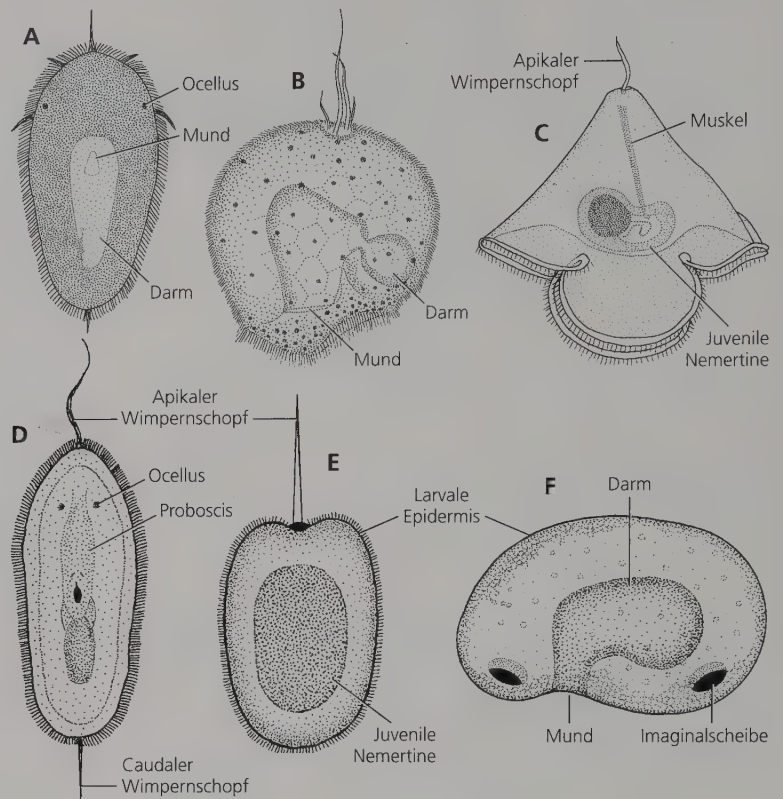 A
Ocellus
Mund
Darm
B
Darm
Mund
Apikaler
Wimpernschopf
C
Muskel
Juvenile
Nemertine
D
Apikaler
Wimpernschopf
Ocellus
Proboscis
Caudaler
Wimpernschopf
E
Larvale
Epidermis
Juvenile
Nemertine
F
Darm
Mund
Imaginalscheibe